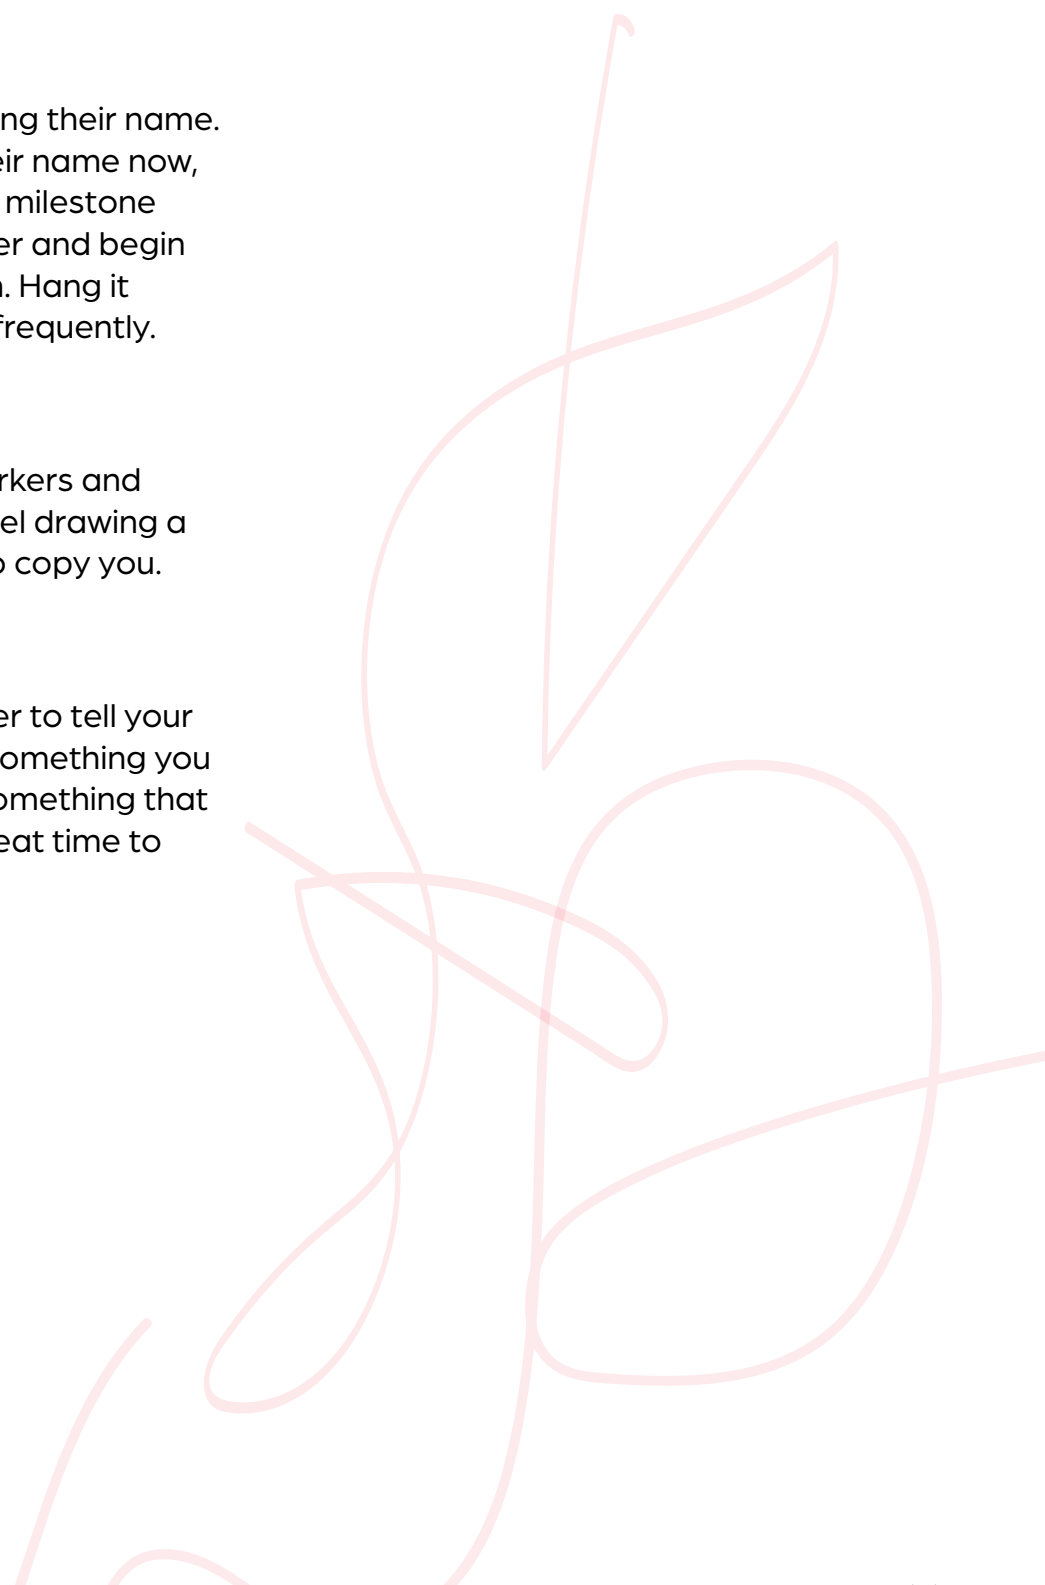 ng their name.
eir name now,
milestone
er and begin
. Hang it
frequently.
rkers and
el drawing a
o copy you.
er to tell your
omething you
omething that
eat time to